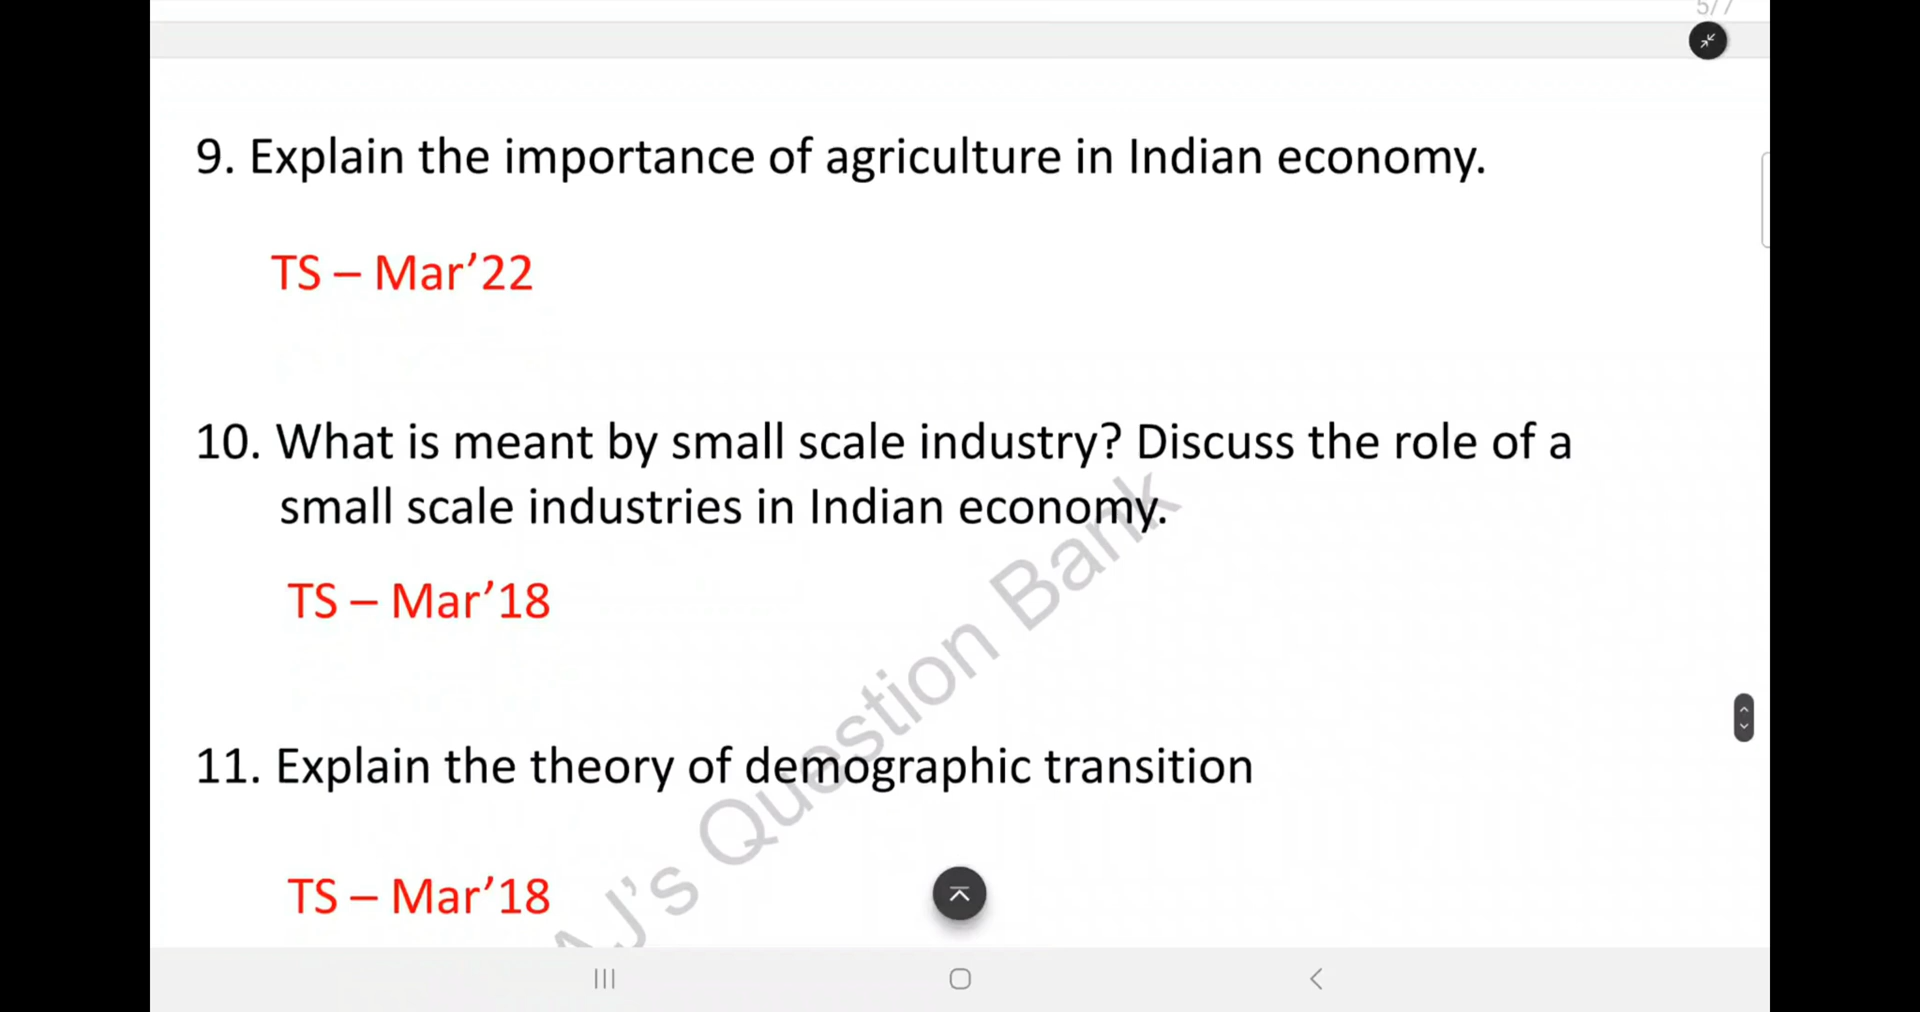 5/7
9. Explain the importance of agriculture in Indian economy.
TS – Mar’22
10. What is meant by small scale industry? Discuss the role of a
small scale industries in Indian economy.
TS – Mar’18
11. Explain the theory of demographic transition
TS – Mar’18
AJ's Question Bank